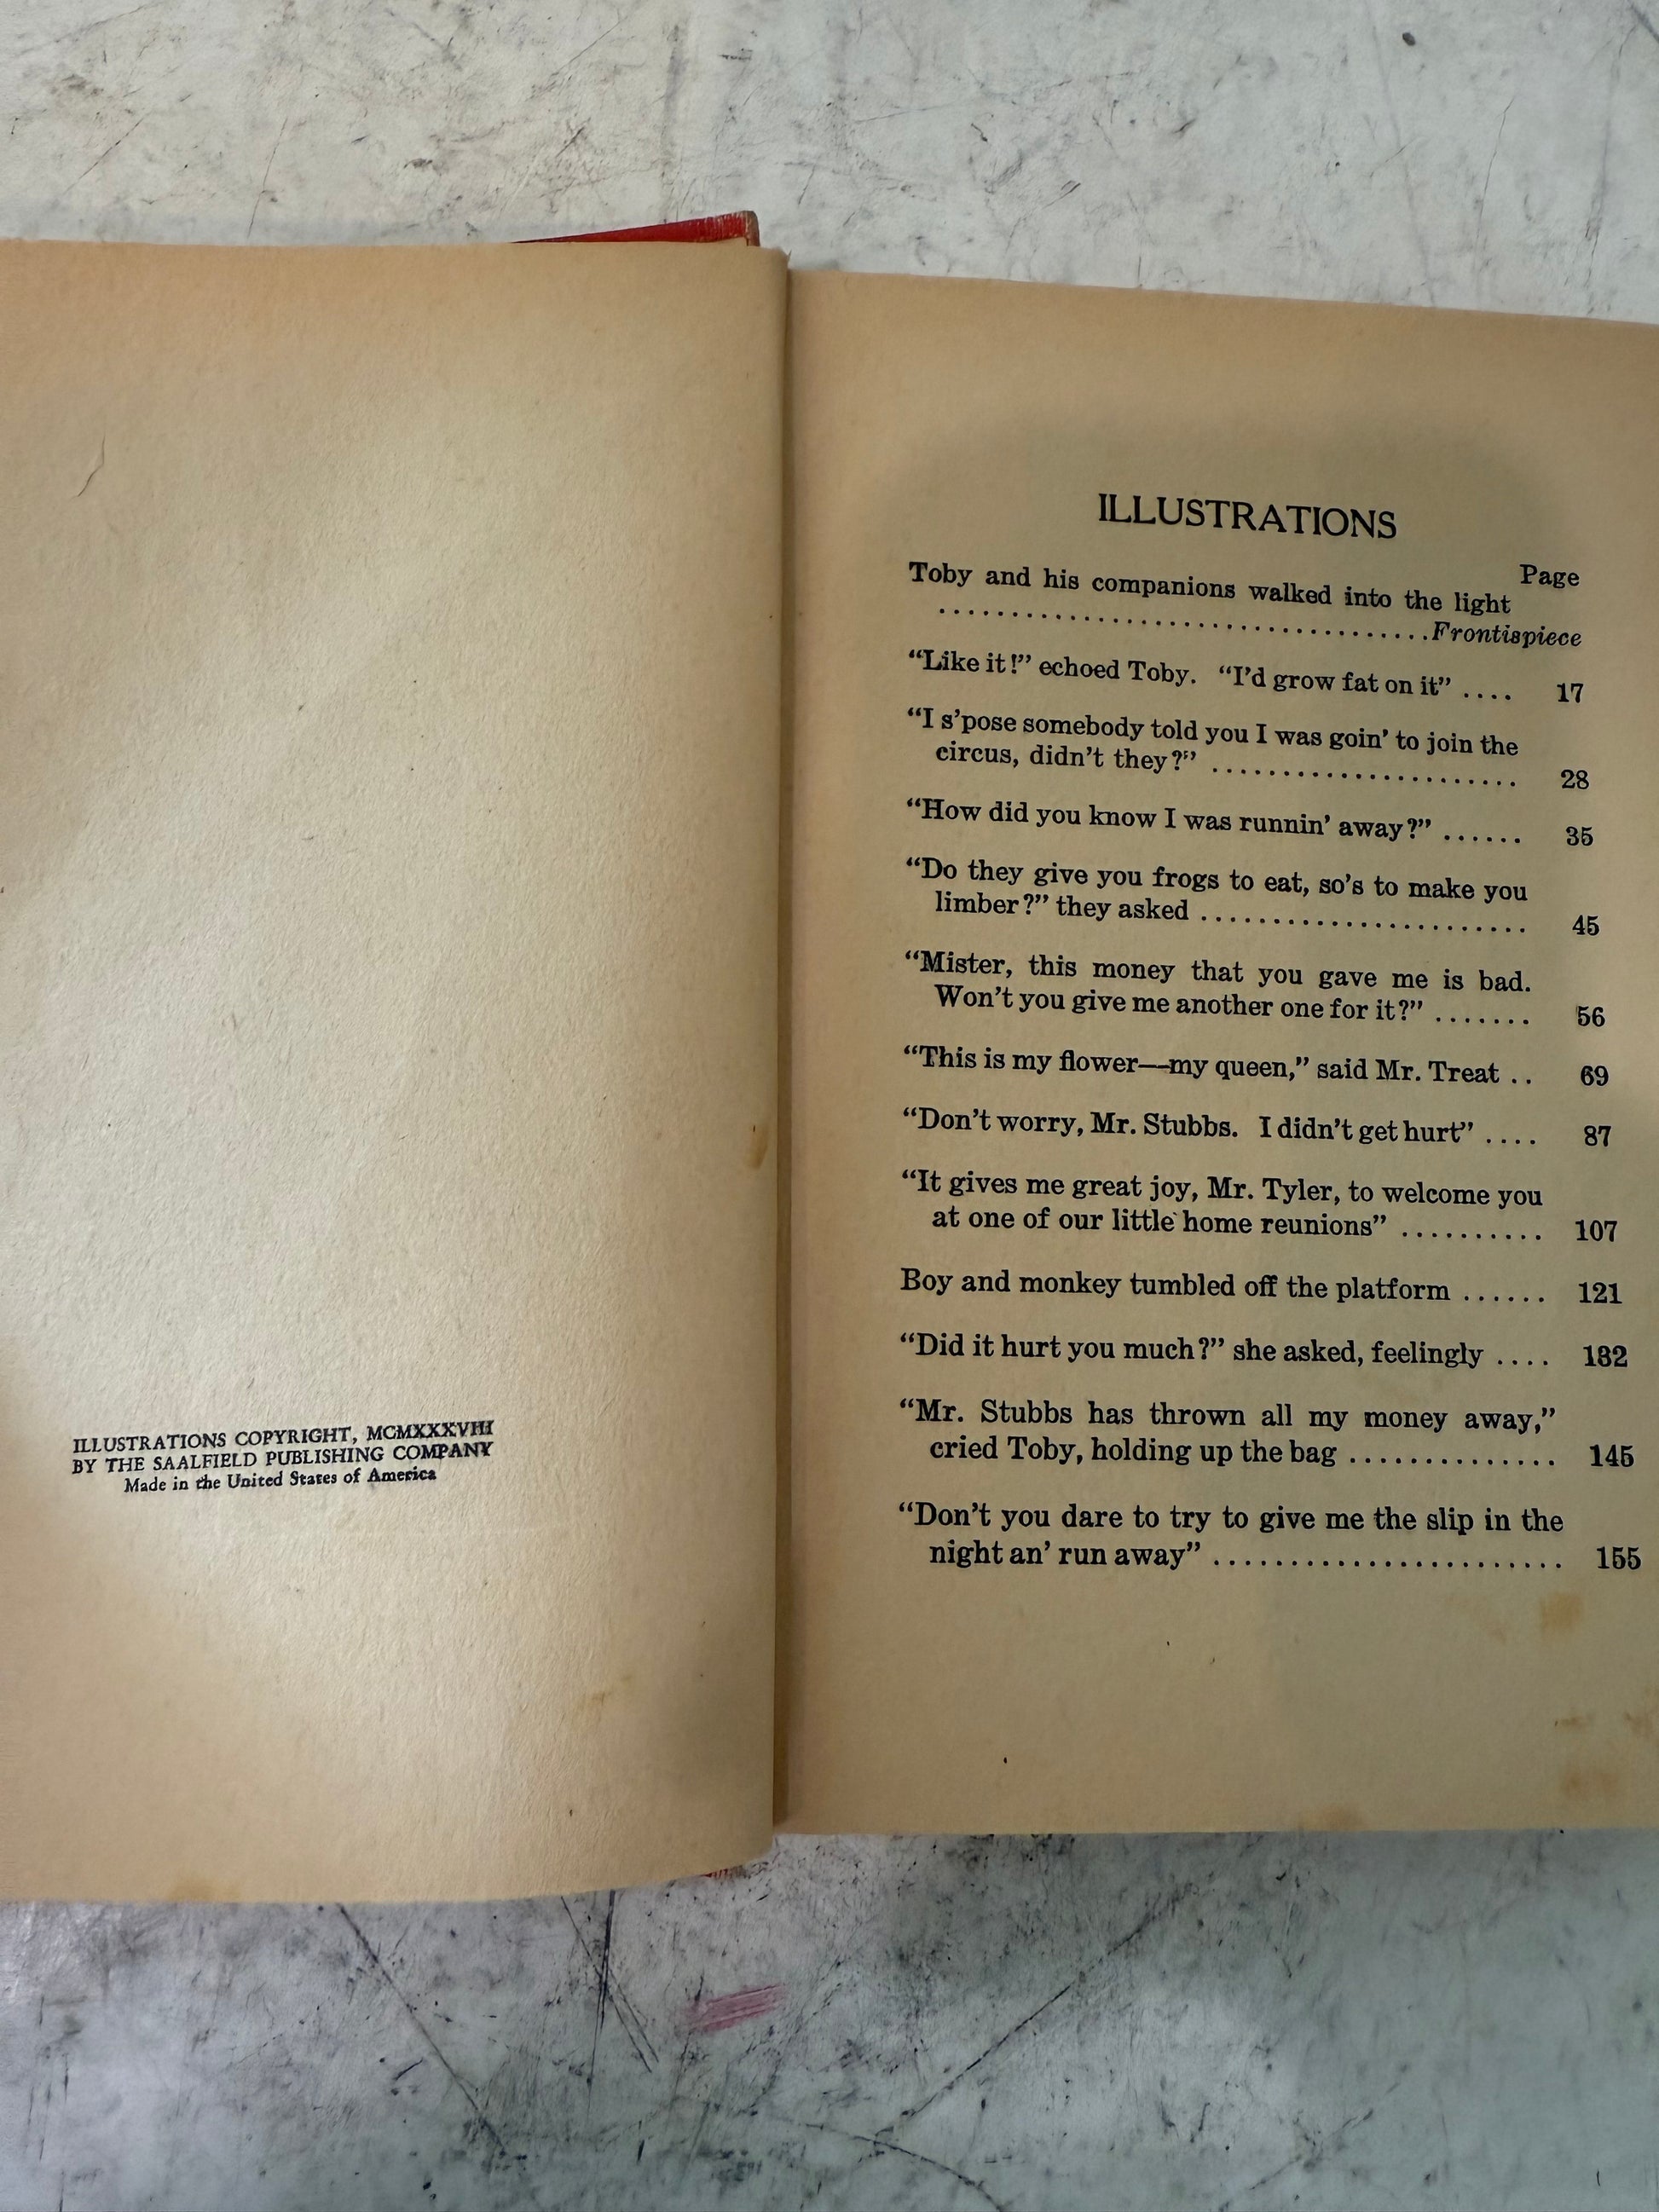 ILLUSTRATIONS COPYRIGHT, MCMXXXVIII
BY THE SAALFIELD PUBLISHING COMPANY
Made in the United States of America
ILLUSTRATIONS
Page
Toby and his companions walked into the light
....................................Frontispiece
“Like it!” echoed Toby. “I’d grow fat on it” .... 17
“I s’pose somebody told you I was goin’ to join the
circus, didn’t they?” ...................... 28
“How did you know I was runnin’ away?” ...... 35
“Do they give you frogs to eat, so’s to make you
limber?” they asked ....................... 45
“Mister, this money that you gave me is bad.
Won’t you give me another one for it?” ....... 56
“This is my flower—my queen,” said Mr. Treat .. 69
“Don’t worry, Mr. Stubbs. I didn’t get hurt” .... 87
“It gives me great joy, Mr. Tyler, to welcome you
at one of our little home reunions” .......... 107
Boy and monkey tumbled off the platform ...... 121
“Did it hurt you much?” she asked, feelingly .... 132
“Mr. Stubbs has thrown all my money away,”
cried Toby, holding up the bag .............. 145
“Don’t you dare to try to give me the slip in the
night an’ run away” ....................... 155